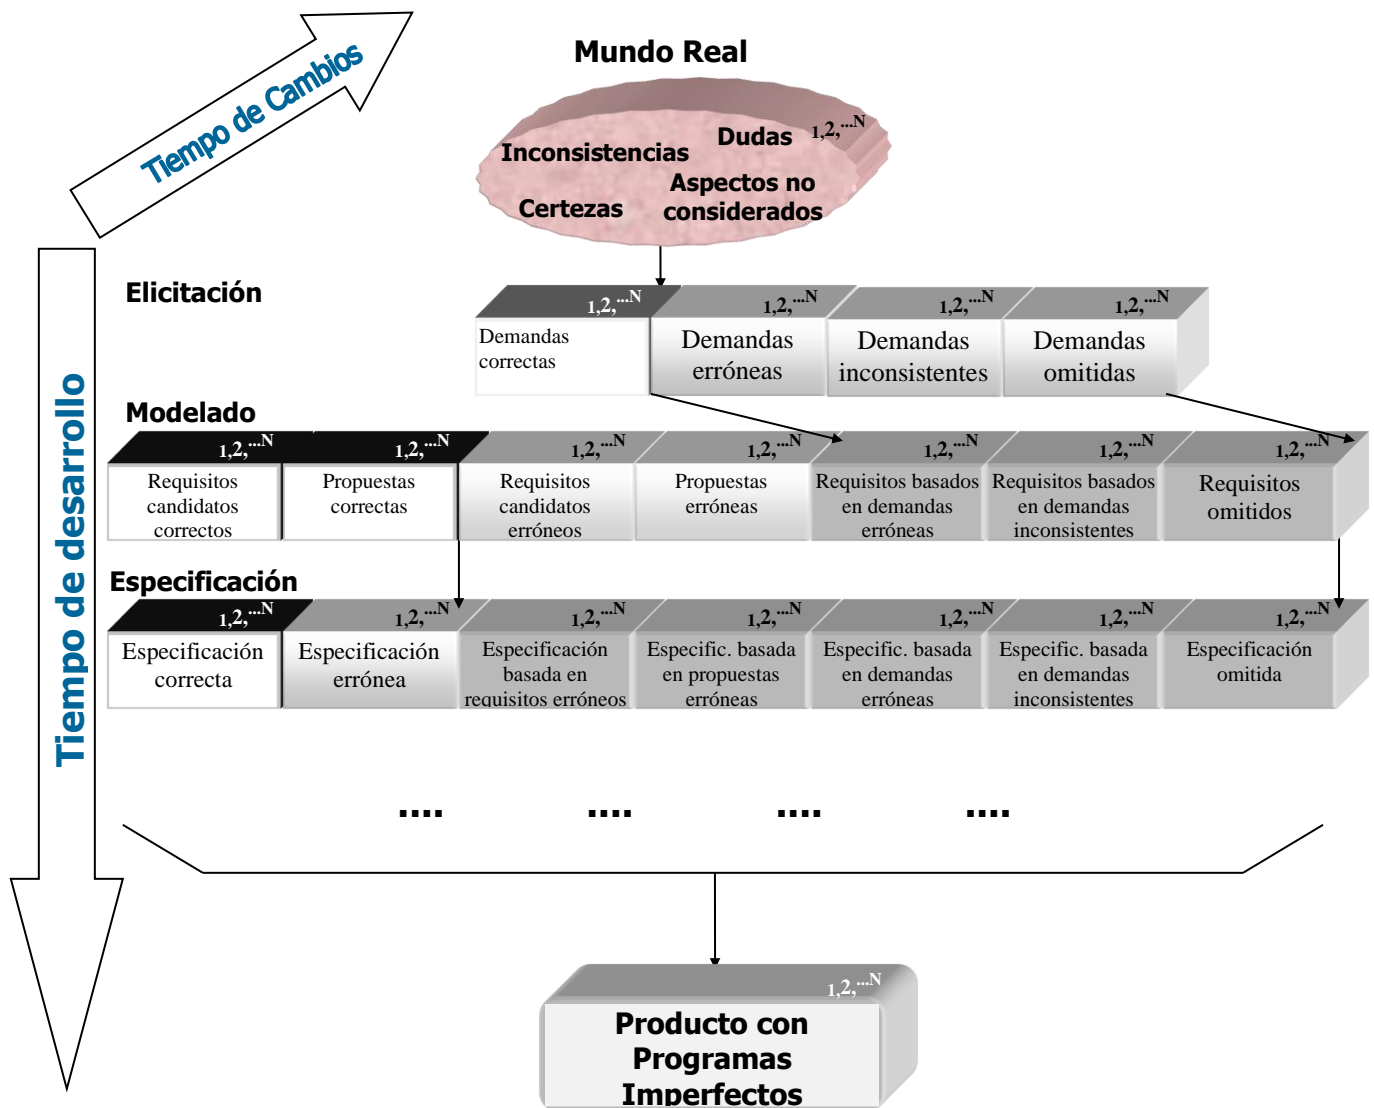 Tiempo de Cambios
Mundo Real
Dudas
1,2,...N
Inconsistencias
Aspectos no
considerados
Certezas
Tiempo de desarrollo
Elicitación
1,2,...N
1,2,...N
1,2,...N
1,2,...N
Demandas
correctas
Demandas
erróneas
Demandas
inconsistentes
Demandas
omitidas
Modelado
1,2,...N
1,2,...N
1,2,...N
1,2,...N
1,2,...N
1,2,...N
1,2,...N
Requisitos
candidatos
correctos
Propuestas
correctas
Requisitos
candidatos
erróneos
Propuestas
erróneas
Requisitos basados
en demandas
erróneas
Requisitos basados
en demandas
inconsistentes
Requisitos
omitidos
Especificación
1,2,...N
1,2,...N
1,2,...N
1,2,...N
1,2,...N
1,2,...N
1,2,...N
Especificación
correcta
Especificación
errónea
Especificación
basada en
requisitos erróneos
Especific. basada
en propuestas
erróneas
Especific. basada
en demandas
erróneas
Especific. basada
en demandas
inconsistentes
Especificación
omitida
.... .... .... ....
1,2,...N
Producto con
Programas
Imperfectos